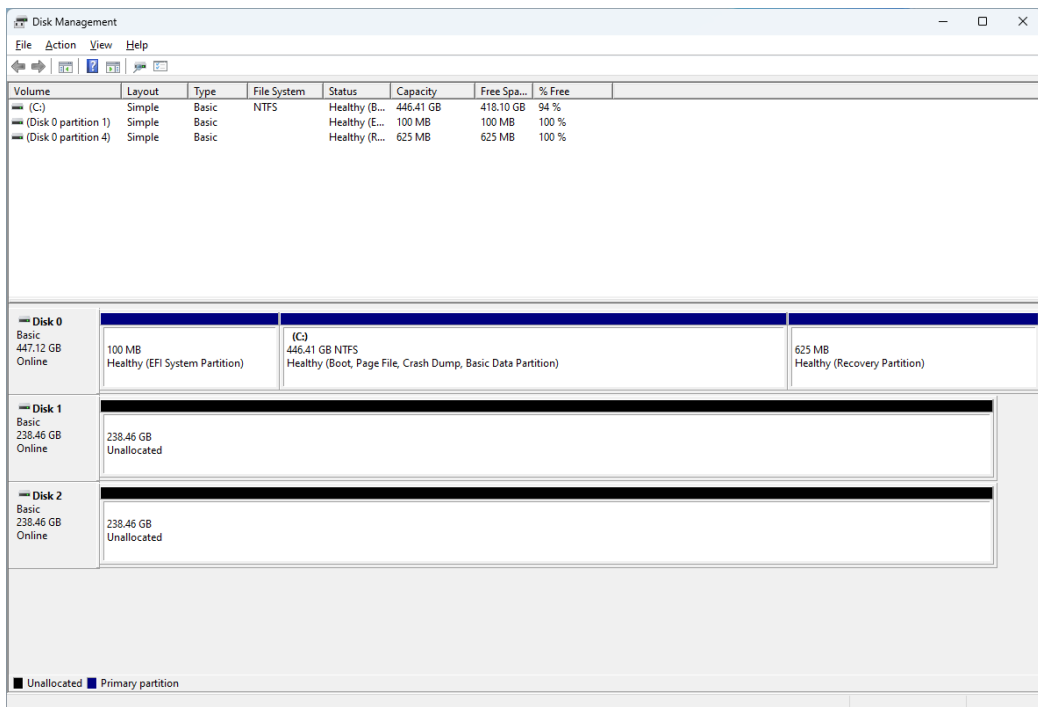 Disk Management
File Action View Help
Volume Layout Type File System Status Capacity Free Spa... % Free
(C:) Simple Basic NTFS Healthy (B... 446.41 GB 418.10 GB 94 %
(Disk 0 partition 1) Simple Basic Healthy (E... 100 MB 100 MB 100 %
(Disk 0 partition 4) Simple Basic Healthy (R... 625 MB 625 MB 100 %
Disk 0
Basic
447.12 GB
Online
100 MB
Healthy (EFI System Partition)
(C:)
446.41 GB NTFS
Healthy (Boot, Page File, Crash Dump, Basic Data Partition)
625 MB
Healthy (Recovery Partition)
Disk 1
Basic
238.46 GB
Online
238.46 GB
Unallocated
Disk 2
Basic
238.46 GB
Online
238.46 GB
Unallocated
Unallocated Primary partition